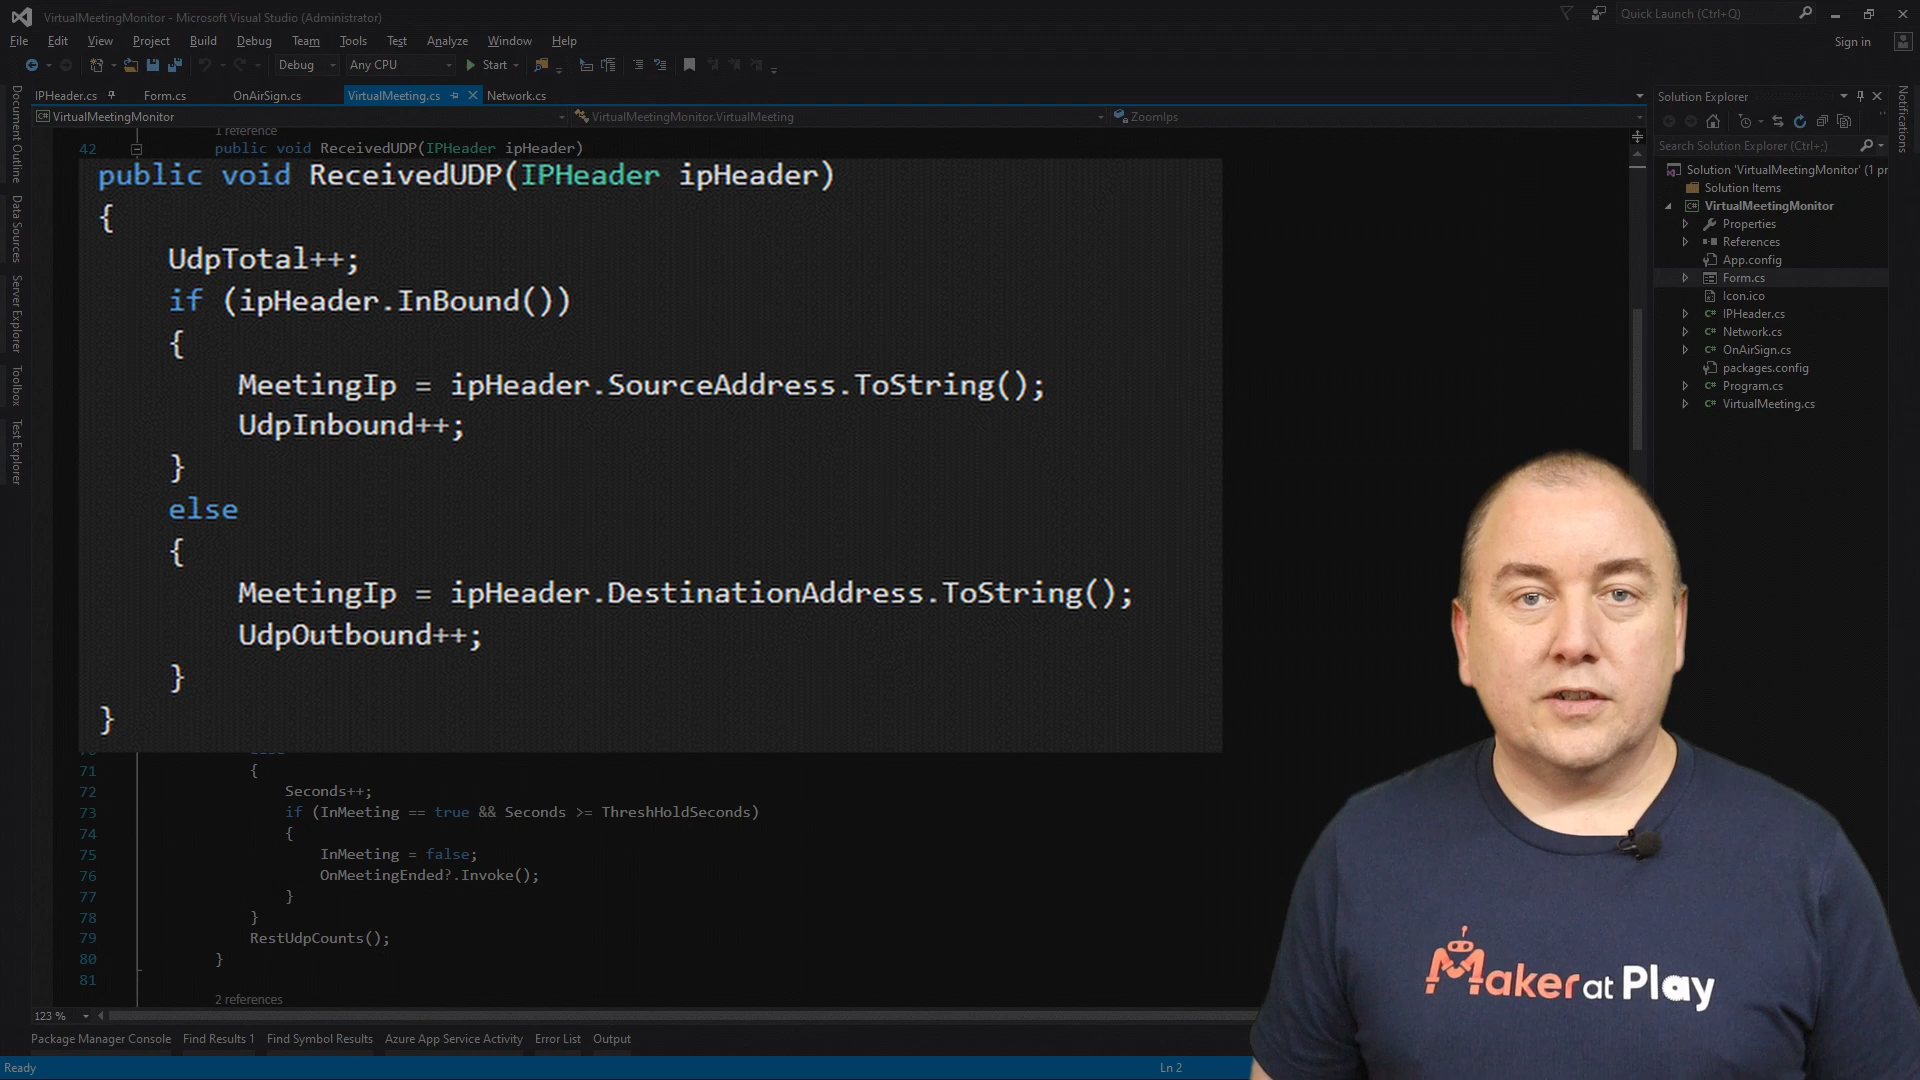 VirtualMeetingMonitor - Microsoft Visual Studio (Administrator)
Quick Launch (Ctrl+Q)
File Edit View Project Build Debug Team Tools Test Analyze Window Help
Sign in
Debug Any CPU Start
IPHeader.cs Form.cs OnAirSign.cs VirtualMeeting.cs Network.cs
VirtualMeetingMonitor VirtualMeetingMonitor.VirtualMeeting ZoomIps
Document Outline
Data Sources
Server Explorer
Toolbox
Test Explorer
1 reference
42 public void ReceivedUDP(IPHeader ipHeader)
public void ReceivedUDP(IPHeader ipHeader)
{
UdpTotal++;
if (ipHeader.InBound())
{
MeetingIp = ipHeader.SourceAddress.ToString();
UdpInbound++;
}
else
{
MeetingIp = ipHeader.DestinationAddress.ToString();
UdpOutbound++;
}
}
71 {
72 Seconds++;
73 if (InMeeting == true && Seconds >= ThreshHoldSeconds)
74 {
75 InMeeting = false;
76 OnMeetingEnded?.Invoke();
77 }
78 }
79 RestUdpCounts();
80 }
81
2 references
123 %
Package Manager Console Find Results 1 Find Symbol Results Azure App Service Activity Error List Output
Ready Ln 2
Solution Explorer
Search Solution Explorer (Ctrl+;)
Solution 'VirtualMeetingMonitor' (1 pr
Solution Items
VirtualMeetingMonitor
Properties
References
App.config
Form.cs
Icon.ico
IPHeader.cs
Network.cs
OnAirSign.cs
packages.config
Program.cs
VirtualMeeting.cs
Notifications
Maker at Play